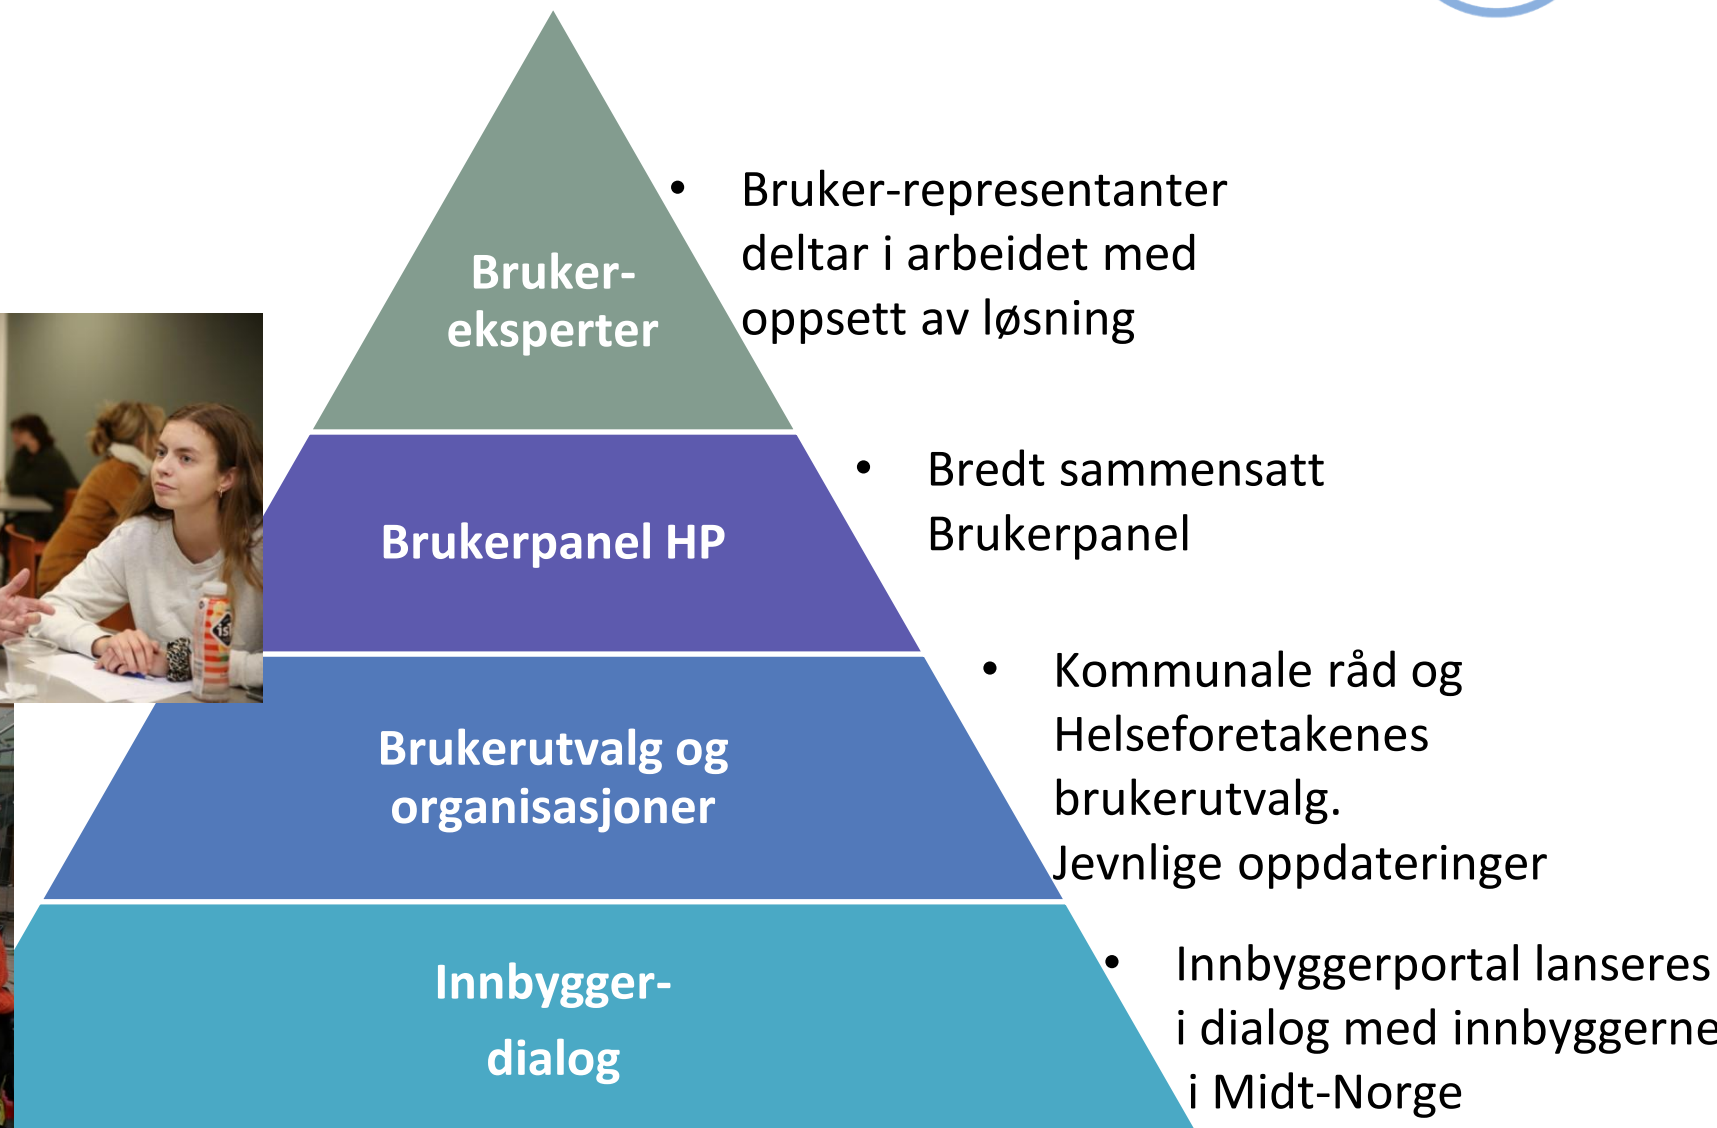 Bruker-
eksperter
• Bruker-representanter
deltar i arbeidet med
oppsett av løsning
Brukerpanel HP
• Bredt sammensatt
Brukerpanel
Brukerutvalg og
organisasjoner
• Kommunale råd og
Helseforetakenes
brukerutvalg.
Jevnlige oppdateringer
Innbygger-
dialog
• Innbyggerportal lanseres
i dialog med innbyggerne
i Midt-Norge